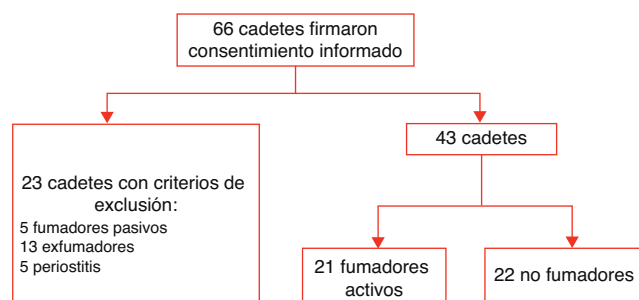 66 cadetes firmaron
consentimiento informado
23 cadetes con criterios de
exclusión:
5 fumadores pasivos
13 exfumadores
5 periostitis
43 cadetes
21 fumadores
activos
22 no fumadores